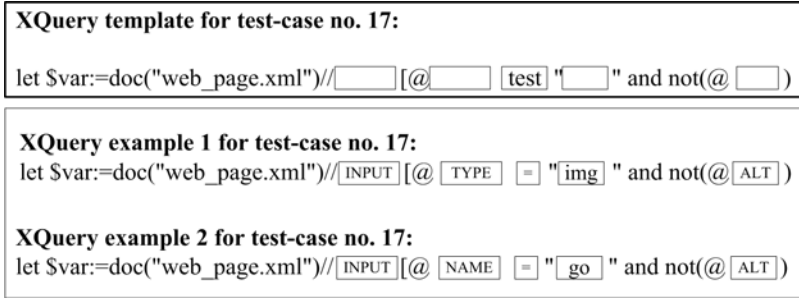 XQuery template for test-case no. 17:
let $var:=doc("web_page.xml")//[@ test "" and not(@ )
XQuery example 1 for test-case no. 17:
let $var:=doc("web_page.xml")//INPUT[@ TYPE = "img " and not(@ ALT )
XQuery example 2 for test-case no. 17:
let $var:=doc("web_page.xml")//INPUT[@ NAME = " go " and not(@ ALT )